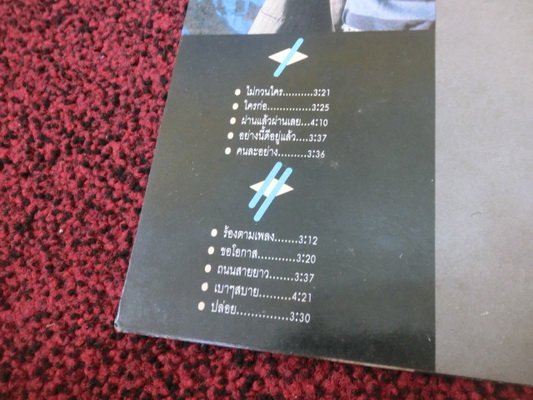 ไม่กวนใคร..........3:21
ใครก่อ..............3:25
ผ่านแล้วผ่านเลย...4:10
อย่างนี้ดีอยู่แล้ว....3:37
คนละอย่าง.........3:36
ร้องตามเพลง.......3:12
ขอโอกาส............3:20
ถนนสายยาว.......3:37
เบาๆสบาย.........4:21
ปล่อย..............3:30